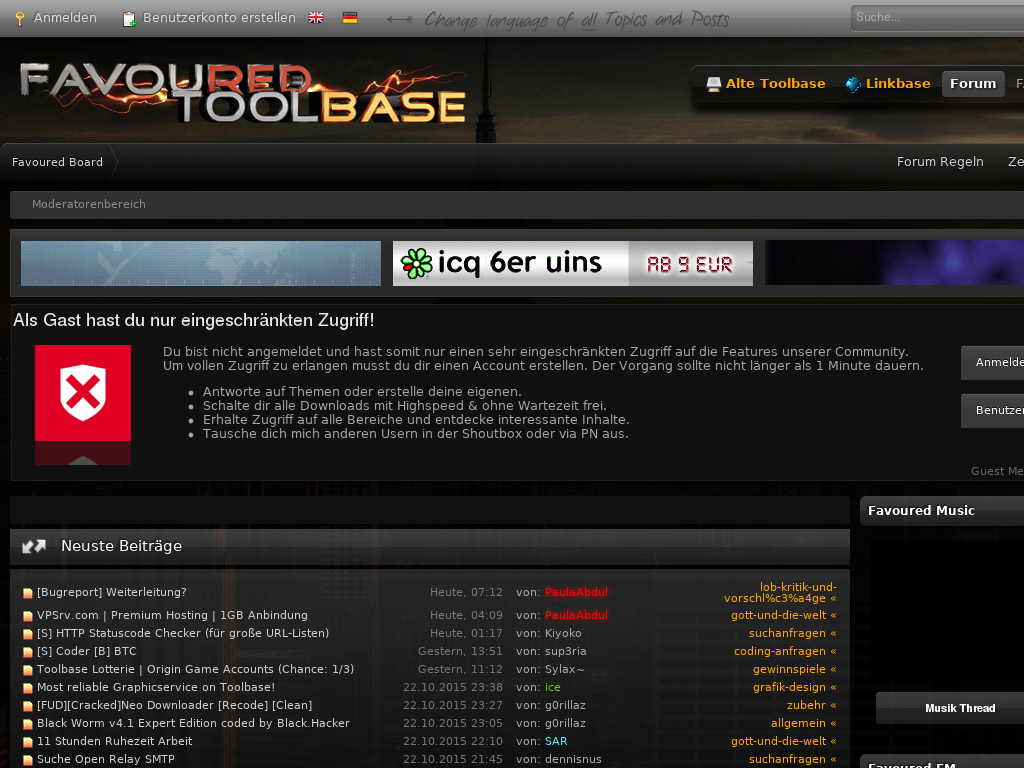 Anmelden Benutzerkonto erstellen Change language of all Topics and Posts Suche...
FAVOURED TOOLBASE
Alte Toolbase Linkbase Forum
Favoured Board Forum Regeln
Moderatorenbereich
icq 6er uins AB 9 EUR
Als Gast hast du nur eingeschränkten Zugriff!
Du bist nicht angemeldet und hast somit nur einen sehr eingeschränkten Zugriff auf die Features unserer Community.
Um vollen Zugriff zu erlangen musst du dir einen Account erstellen. Der Vorgang sollte nicht länger als 1 Minute dauern.
Antworte auf Themen oder erstelle deine eigenen.
Schalte dir alle Downloads mit Highspeed & ohne Wartezeit frei.
Erhalte Zugriff auf alle Bereiche und entdecke interessante Inhalte.
Tausche dich mich anderen Usern in der Shoutbox oder via PN aus.
Anmelde
Benutzer
Guest Me
Favoured Music
Neuste Beiträge
[Bugreport] Weiterleitung? Heute, 07:12 von: PaulaAbdul lob-kritik-und-vorschl%c3%a4ge «
VPSrv.com | Premium Hosting | 1GB Anbindung Heute, 04:09 von: PaulaAbdul gott-und-die-welt «
[S] HTTP Statuscode Checker (für große URL-Listen) Heute, 01:17 von: Kiyoko suchanfragen «
[S] Coder [B] BTC Gestern, 13:51 von: sup3ria coding-anfragen «
Toolbase Lotterie | Origin Game Accounts (Chance: 1/3) Gestern, 11:12 von: Sylax~ gewinnspiele «
Most reliable Graphicservice on Toolbase! 22.10.2015 23:38 von: ice grafik-design «
[FUD][Cracked]Neo Downloader [Recode] [Clean] 22.10.2015 23:27 von: g0rillaz zubehr «
Black Worm v4.1 Expert Edition coded by Black.Hacker 22.10.2015 23:05 von: g0rillaz allgemein «
11 Stunden Ruhezeit Arbeit 22.10.2015 22:10 von: SAR gott-und-die-welt «
Suche Open Relay SMTP 22.10.2015 21:45 von: dennisnus suchanfragen «
Musik Thread
Favoured FM